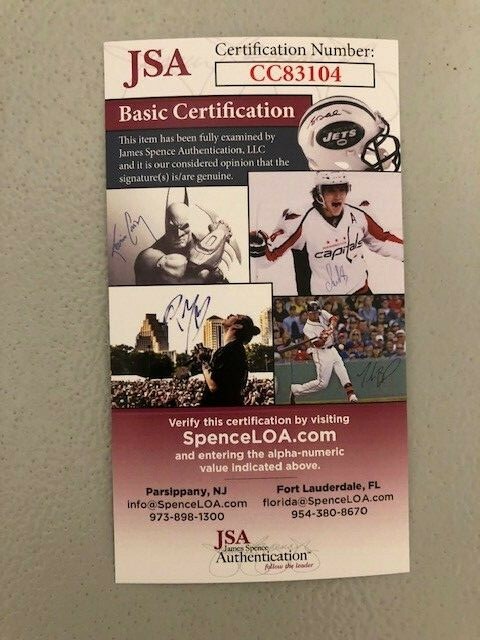 JSA
Certification Number:
CC83104
Basic Certification
This item has been fully examined by
James Spence Authentication, LLC
and it is our considered opinion that the
signature(s) is/are genuine.
JETS
A
capitals
Verify this certification by visiting
SpenceLOA.com
and entering the alpha-numeric
value indicated above.
Parsippany, NJ
info@SpenceLOA.com
973-898-1300
Fort Lauderdale, FL
florida@SpenceLOA.com
954-380-8670
JSA
James Spence
Authentication
follow the leader